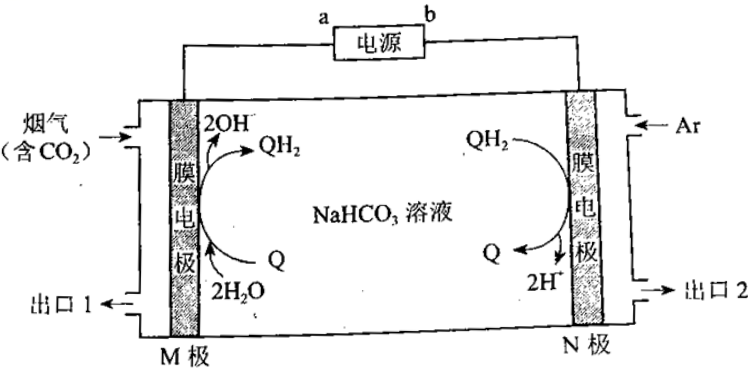 a
b
电源
烟气
(含CO₂)
2OH⁻
QH₂
QH₂
Ar
膜电极
膜电极
NaHCO₃ 溶液
Q
Q
2H₂O
2H⁺
出口 1
出口 2
M 极
N 极